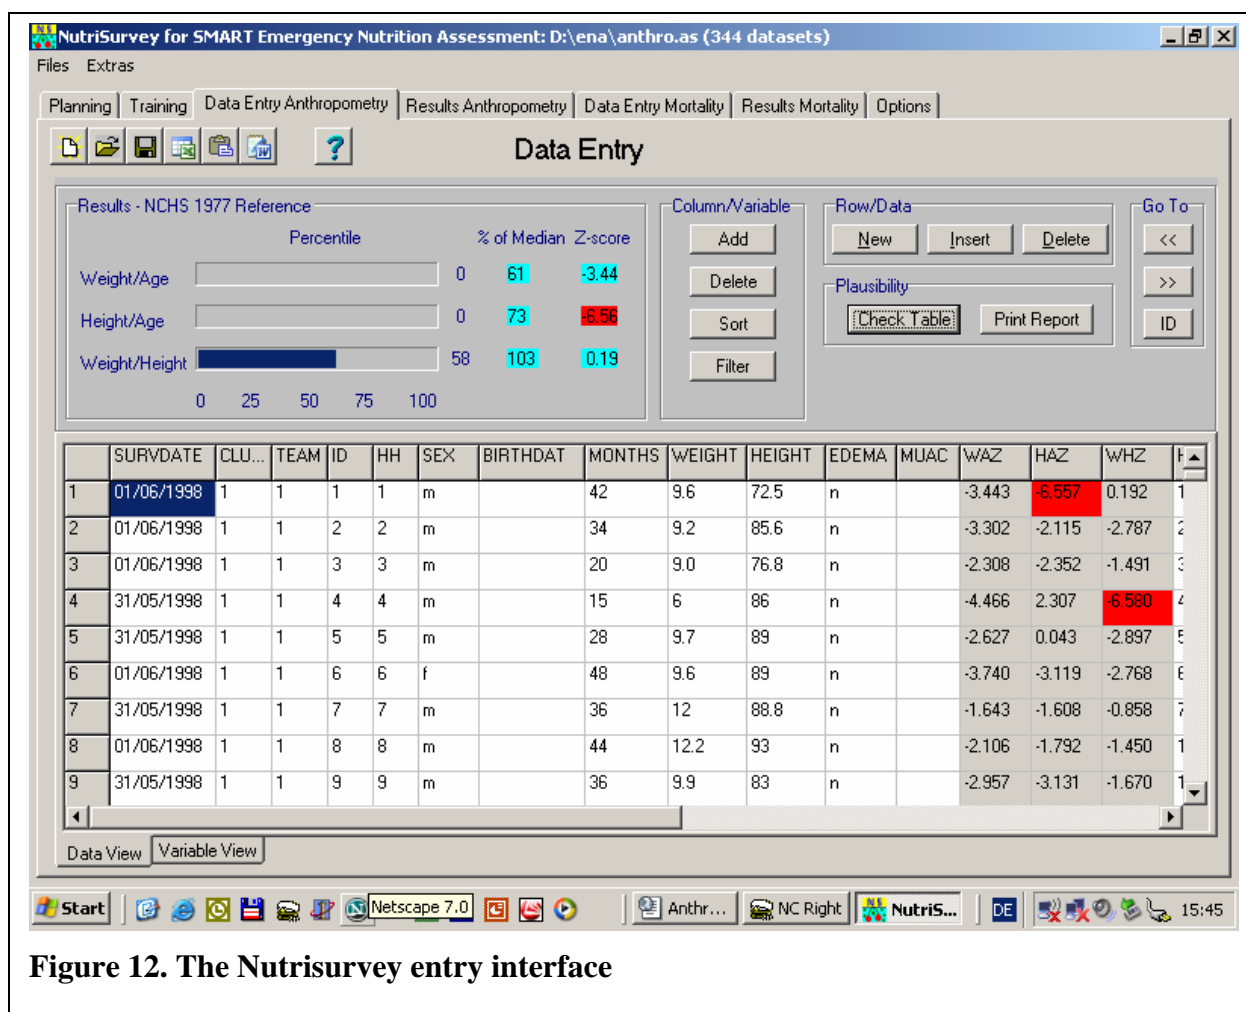 NutriSurvey for SMART Emergency Nutrition Assessment: D:\ena\anthro.as (344 datasets)
Files Extras
Planning Training Data Entry Anthropometry Results Anthropometry Data Entry Mortality Results Mortality Options
Data Entry
Results - NCHS 1977 Reference Column/Variable Row/Data Go To
Percentile % of Median Z-score Add New Insert Delete <<
Weight/Age 0 61 -3.44 Delete Plausibility >>
Height/Age 0 73 -6.56 Sort Check Table Print Report ID
Weight/Height 58 103 0.19 Filter
0 25 50 75 100
SURVDATE CLU... TEAM ID HH SEX BIRTHDAT MONTHS WEIGHT HEIGHT EDEMA MUAC WAZ HAZ WHZ
1 01/06/1998 1 1 1 1 m 42 9.6 72.5 n -3.443 -6.557 0.192 1
2 01/06/1998 1 1 2 2 m 34 9.2 85.6 n -3.302 -2.115 -2.787 2
3 01/06/1998 1 1 3 3 m 20 9.0 76.8 n -2.308 -2.352 -1.491 3
4 31/05/1998 1 1 4 4 m 15 6 86 n -4.466 2.307 -6.580 4
5 31/05/1998 1 1 5 5 m 28 9.7 89 n -2.627 0.043 -2.897 5
6 01/06/1998 1 1 6 6 f 48 9.6 89 n -3.740 -3.119 -2.768 6
7 31/05/1998 1 1 7 7 m 36 12 88.8 n -1.643 -1.608 -0.858 7
8 01/06/1998 1 1 8 8 m 44 12.2 93 n -2.106 -1.792 -1.450 1
9 31/05/1998 1 1 9 9 m 36 9.9 83 n -2.957 -3.131 -1.670 1
Data View Variable View
Start Netscape 7.0 Anthr... NC Right NutriS... DE 15:45
Figure 12. The Nutrisurvey entry interface